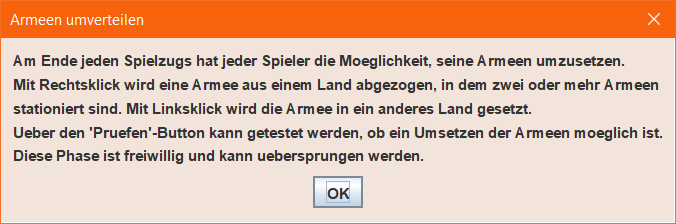 Armeen umverteilen
Am Ende jeden Spielzugs hat jeder Spieler die Moeglichkeit, seine Armeen umzusetzen.
Mit Rechtsklick wird eine Armee aus einem Land abgezogen, in dem zwei oder mehr Armeen
stationiert sind. Mit Linksklick wird die Armee in ein anderes Land gesetzt.
Ueber den 'Pruefen'-Button kann getestet werden, ob ein Umsetzen der Armeen moeglich ist.
Diese Phase ist freiwillig und kann uebersprungen werden.
OK